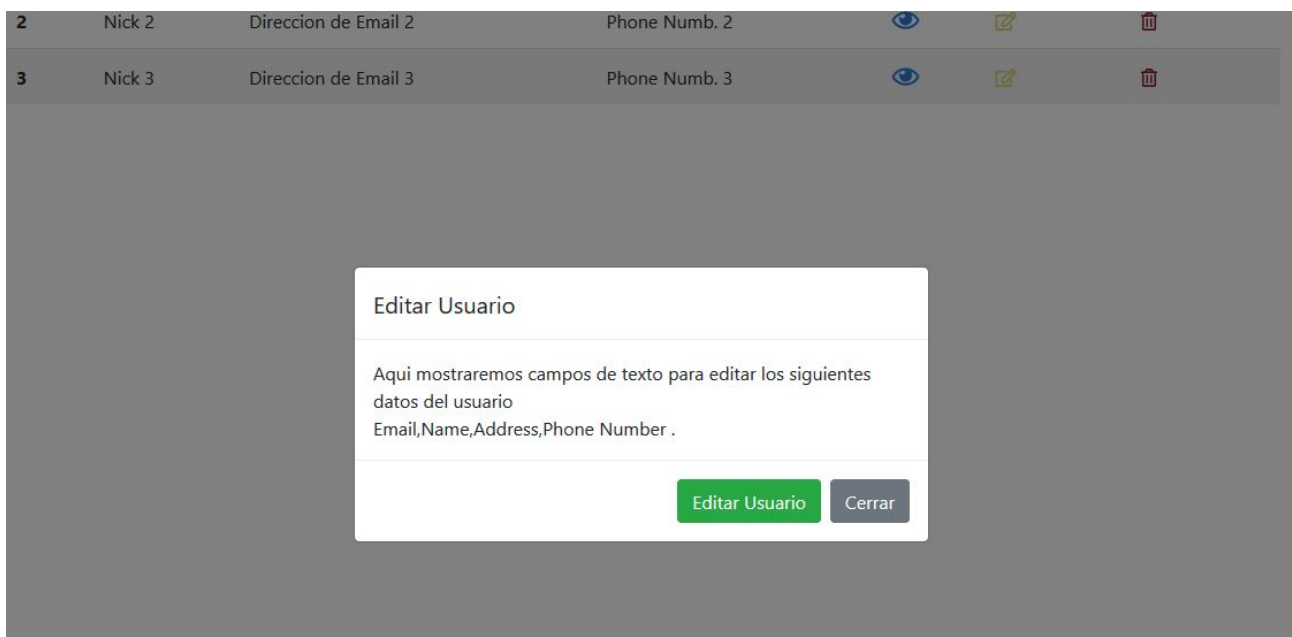 2 Nick 2 Direccion de Email 2 Phone Numb. 2
3 Nick 3 Direccion de Email 3 Phone Numb. 3
Editar Usuario
Aqui mostraremos campos de texto para editar los siguientes
datos del usuario
Email,Name,Address,Phone Number .
Editar Usuario Cerrar